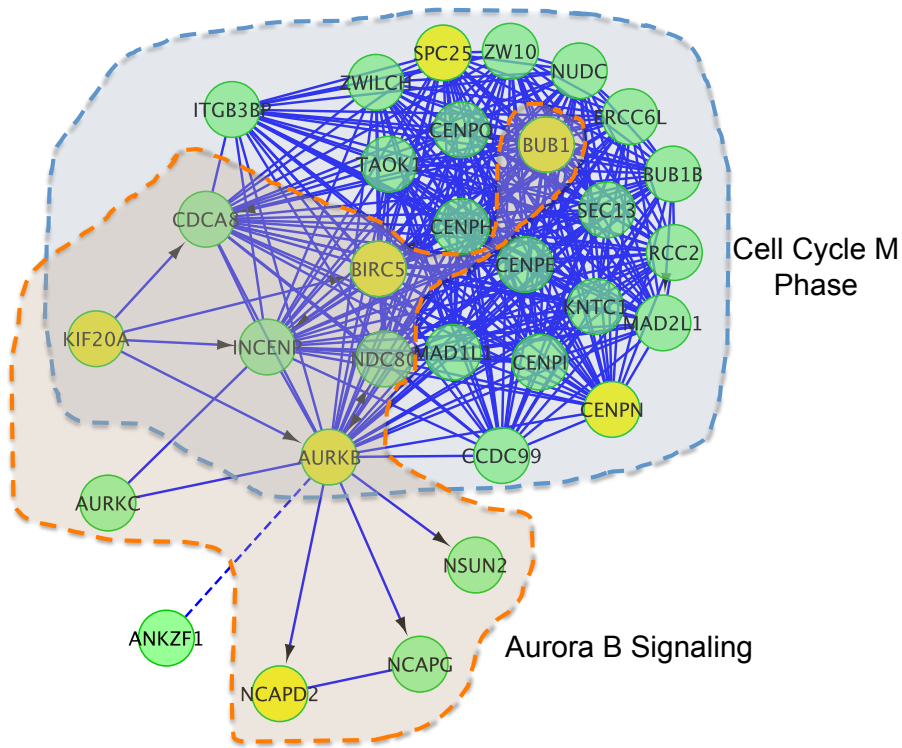 SPC25
ZW10
NUDC
ZWILCH
ITGB3BP
ERCC6L
CENPO
BUB1
TAOK1
BUB1B
CDCA8
SEC13
CENPH
RCC2
Cell Cycle M
Phase
BIRC5
CENPE
KNTC1
MAD2L1
KIF20A
INCENP
NDC80
MAD1L1
CENPI
CENPN
AURKB
CCDC99
AURKC
NSUN2
ANKZF1
Aurora B Signaling
NCAPG
NCAPD2